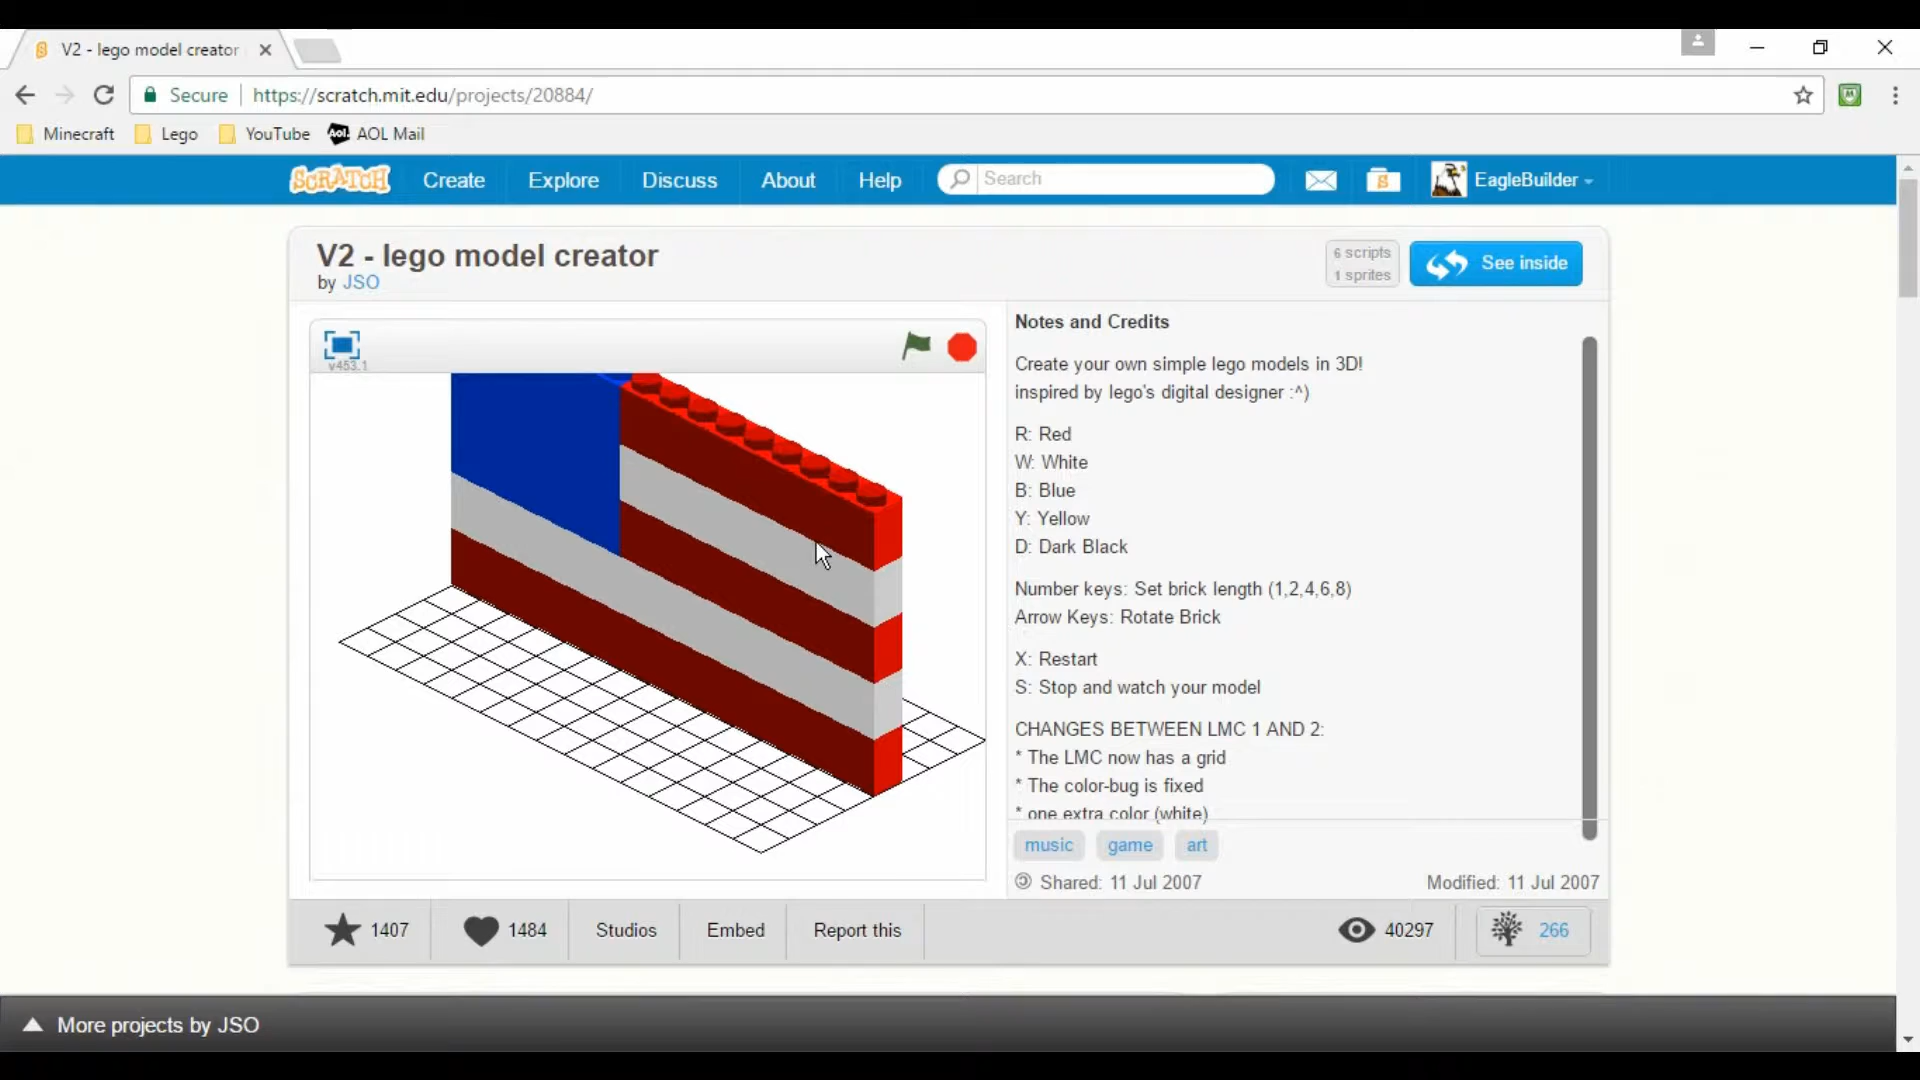 V2 - lego model creator
Secure https://scratch.mit.edu/projects/20884/
Minecraft Lego YouTube Aol. AOL Mail
SCRATCH Create Explore Discuss About Help Search EagleBuilder
V2 - lego model creator
by JSO
6 scripts
1 sprites
See inside
v453.1
Notes and Credits
Create your own simple lego models in 3D!
inspired by lego's digital designer :^)
R: Red
W: White
B: Blue
Y: Yellow
D: Dark Black
Number keys: Set brick length (1,2,4,6,8)
Arrow Keys: Rotate Brick
X: Restart
S: Stop and watch your model
CHANGES BETWEEN LMC 1 AND 2:
* The LMC now has a grid
* The color-bug is fixed
* one extra color (white)
music game art
Shared: 11 Jul 2007 Modified: 11 Jul 2007
1407 1484 Studios Embed Report this 40297 266
More projects by JSO